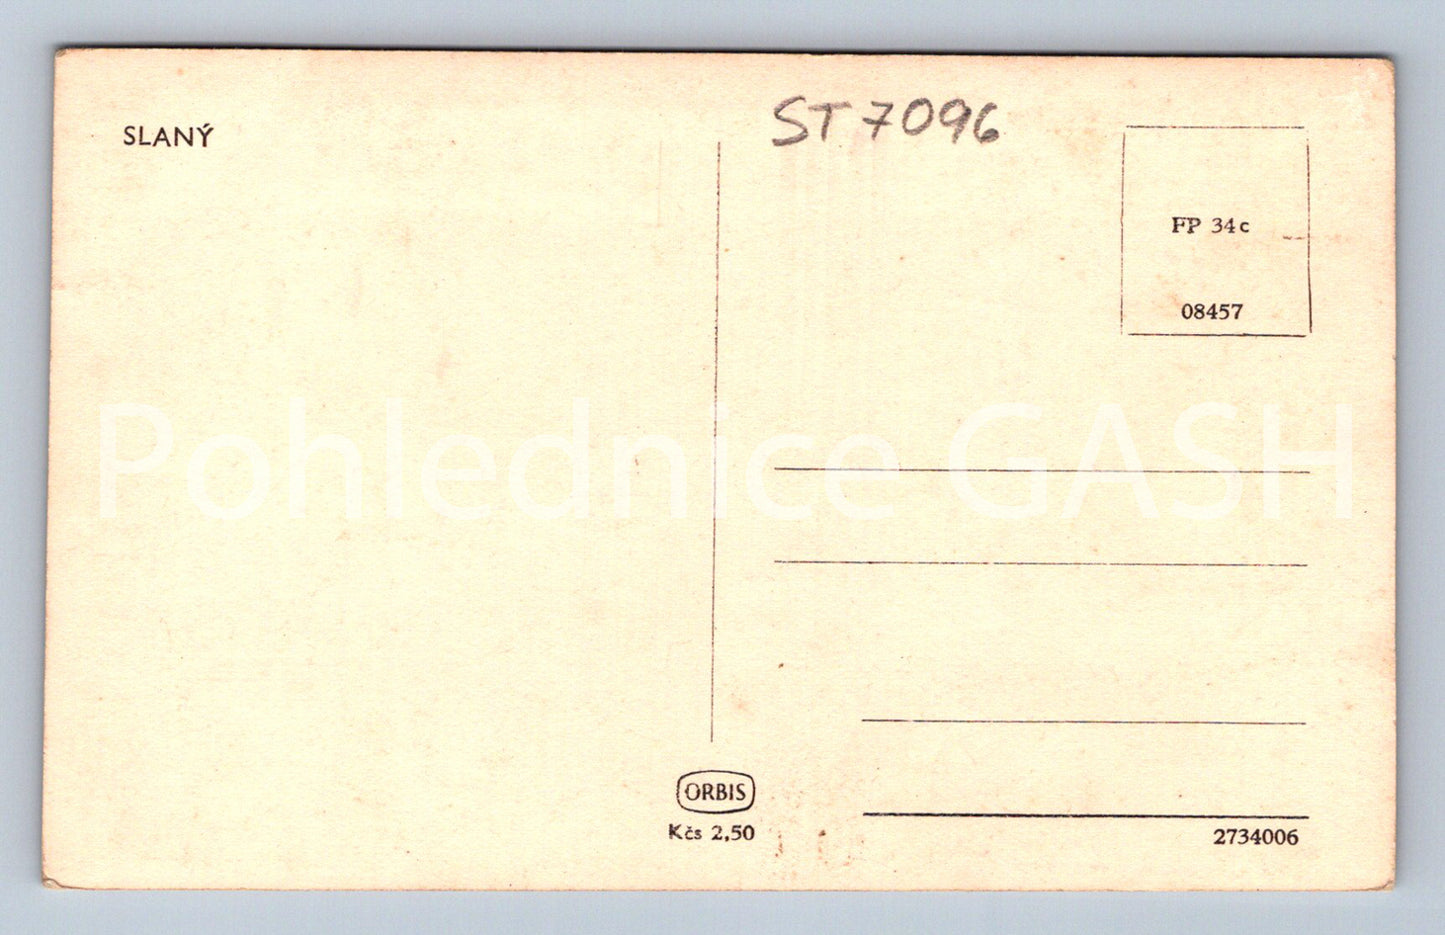 SLANÝ
ST 7096
FP 34c
08457
Pohlednice GASH
ORBIS
Kčs 2,50
2734006